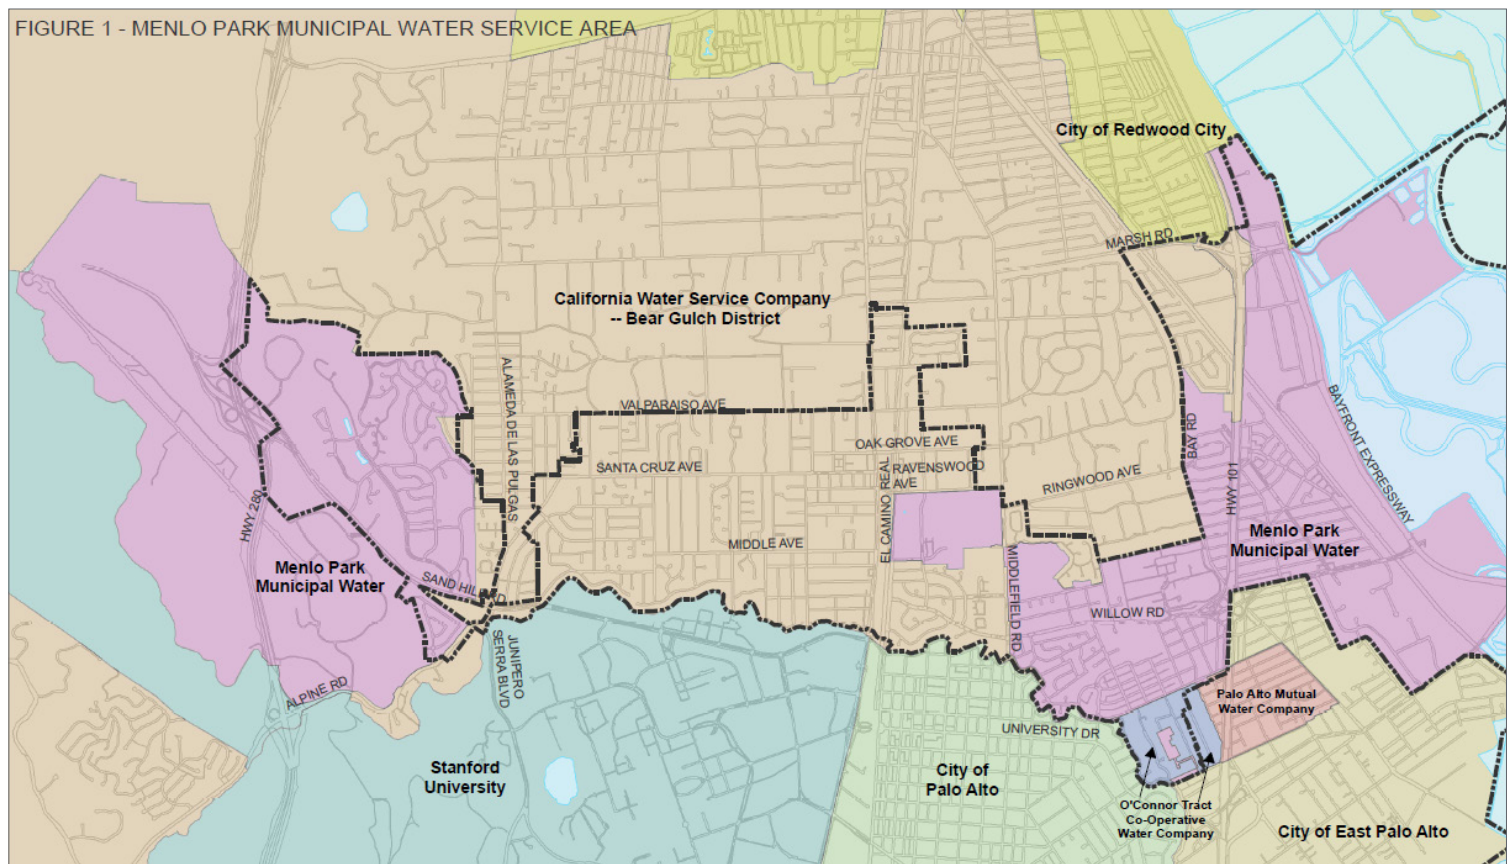 FIGURE 1 - MENLO PARK MUNICIPAL WATER SERVICE AREA
City of Redwood City
MARSH RD
California Water Service Company
-- Bear Gulch District
ALAMEDA DE LAS PULGAS
VALPARAISO AVE
OAK GROVE AVE
SANTA CRUZ AVE
RAVENSWOOD
AVE
EL CAMINO REAL
RINGWOOD AVE
BAY RD
HWY 101
BAYFRONT EXPRESSWAY
HWY 280
MIDDLE AVE
Menlo Park
Municipal Water
Menlo Park
Municipal Water
SAND HILL RD
MIDDLEFIELD RD
WILLOW RD
JUNIPERO
SERRA BLVD
ALPINE RD
Palo Alto Mutual
Water Company
UNIVERSITY DR
Stanford
University
City of
Palo Alto
O'Connor Tract
Co-Operative
Water Company
City of East Palo Alto